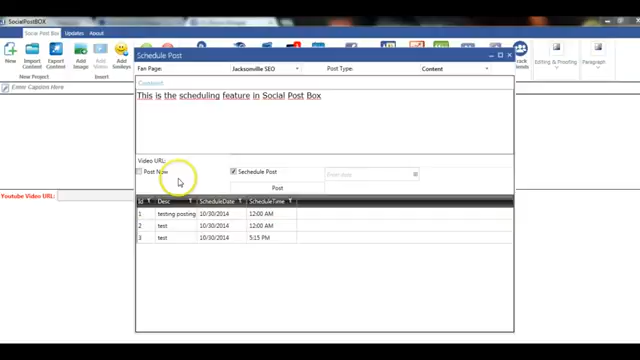 SocialPostBOX
Social Post Box Updates About
New Import Content Export Content Add Image Add Video Add Smileys
New Project
Editing & Proofing Paragraph
Enter Caption Here
Youtube Video URL:
Schedule Post
Fan Page: Jacksonville SEO Post Type: Content
Content:
This is the scheduling feature in Social Post Box
Video URL:
Post Now Sechedule Post Enter date
Post
Id Desc ScheduleDate ScheduleTime
1 testing posting 10/30/2014 12:00 AM
2 test 10/30/2014 12:00 AM
3 test 10/30/2014 5:15 PM